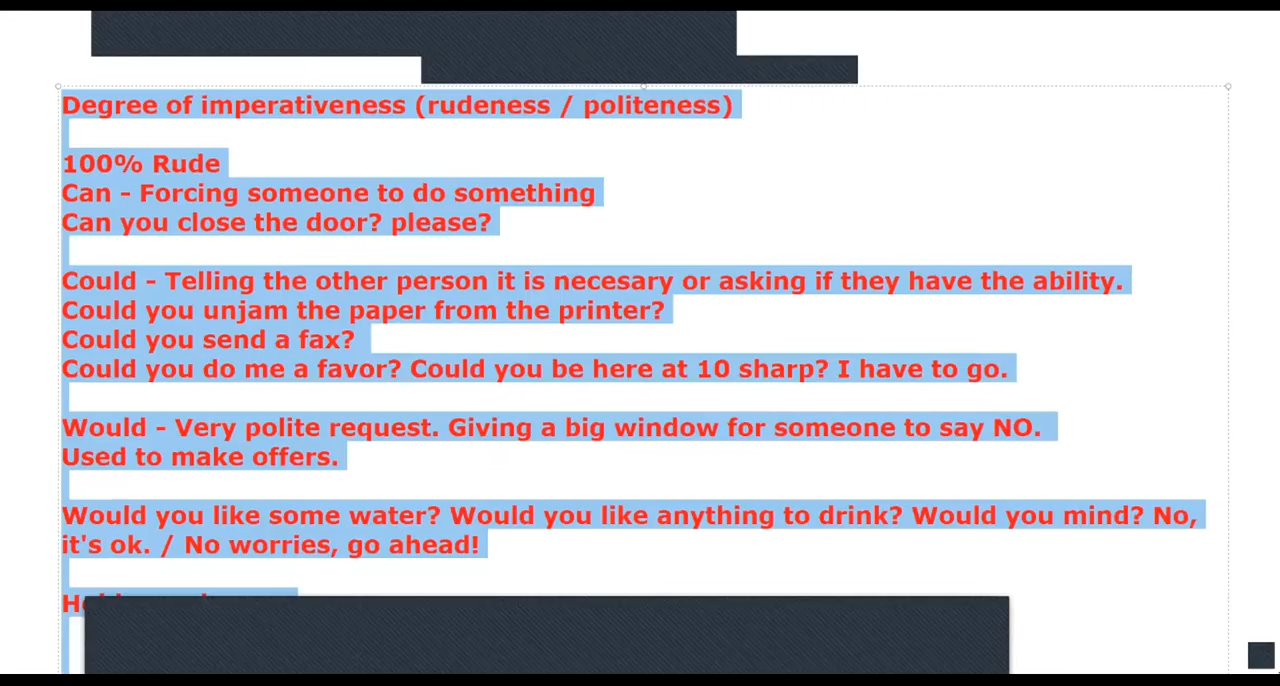 Degree of imperativeness (rudeness / politeness)
100% Rude
Can - Forcing someone to do something
Can you close the door? please?
Could - Telling the other person it is necesary or asking if they have the ability.
Could you unjam the paper from the printer?
Could you send a fax?
Could you do me a favor? Could you be here at 10 sharp? I have to go.
Would - Very polite request. Giving a big window for someone to say NO.
Used to make offers.
Would you like some water? Would you like anything to drink? Would you mind? No,
it's ok. / No worries, go ahead!